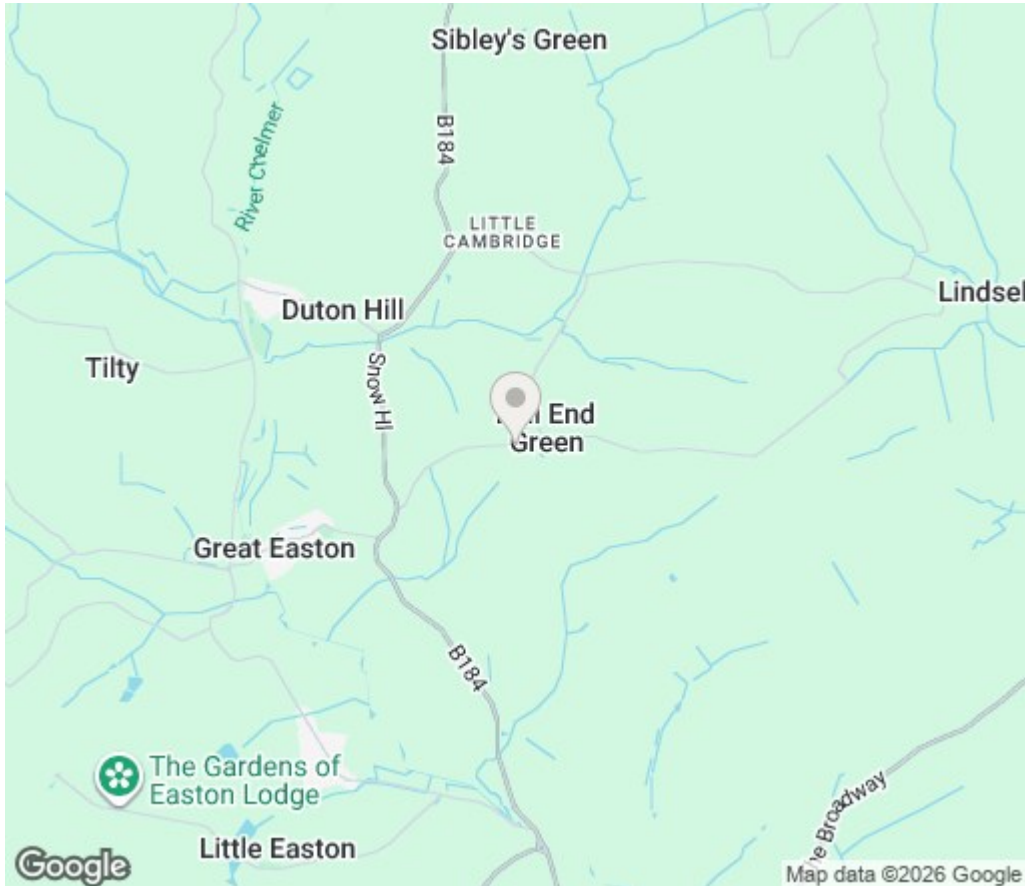 Sibley's Green
B184
River Chelmer
LITTLE
CAMBRIDGE
Lindsel
Duton Hill
Tilty
Snow Hl
End
Green
Great Easton
B184
The Gardens of
Easton Lodge
Broadway
Little Easton
Google
Map data ©2026 Google